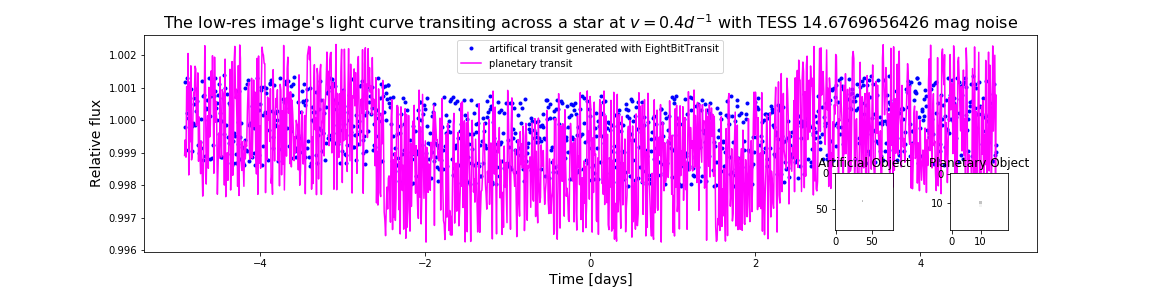 The low-res image's light curve transiting across a star at v = 0.4d⁻¹ with TESS 14.6769656426 mag noise
artifical transit generated with EightBitTransit
planetary transit
Relative flux
1.002
1.001
1.000
0.999
0.998
0.997
0.996
Artificial Object
0
50
0 50
Planetary Object
0
10
0 10
−4 −2 0 2 4
Time [days]